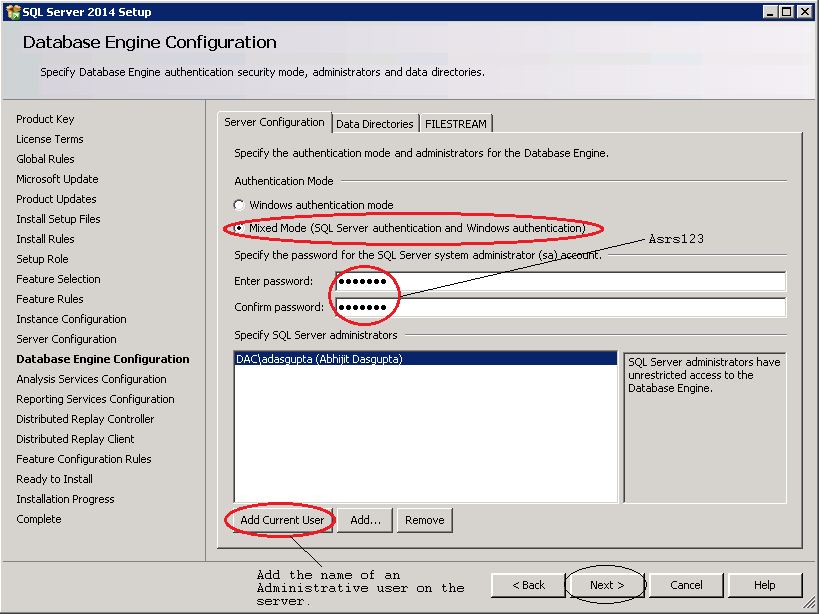 SQL Server 2014 Setup
Database Engine Configuration
Specify Database Engine authentication security mode, administrators and data directories.
Product Key
License Terms
Global Rules
Microsoft Update
Product Updates
Install Setup Files
Install Rules
Setup Role
Feature Selection
Feature Rules
Instance Configuration
Server Configuration
Database Engine Configuration
Analysis Services Configuration
Reporting Services Configuration
Distributed Replay Controller
Distributed Replay Client
Feature Configuration Rules
Ready to Install
Installation Progress
Complete
Server Configuration
Data Directories
FILESTREAM
Specify the authentication mode and administrators for the Database Engine.
Authentication Mode
Windows authentication mode
Mixed Mode (SQL Server authentication and Windows authentication)
Asrs123
Specify the password for the SQL Server system administrator (sa) account.
Enter password: ●●●●●●●
Confirm password: ●●●●●●●
Specify SQL Server administrators
DAC\adasgupta (Abhijit Dasgupta)
SQL Server administrators have
unrestricted access to the
Database Engine.
Add Current User
Add...
Remove
Add the name of an
Administrative user on the
server.
< Back
Next >
Cancel
Help